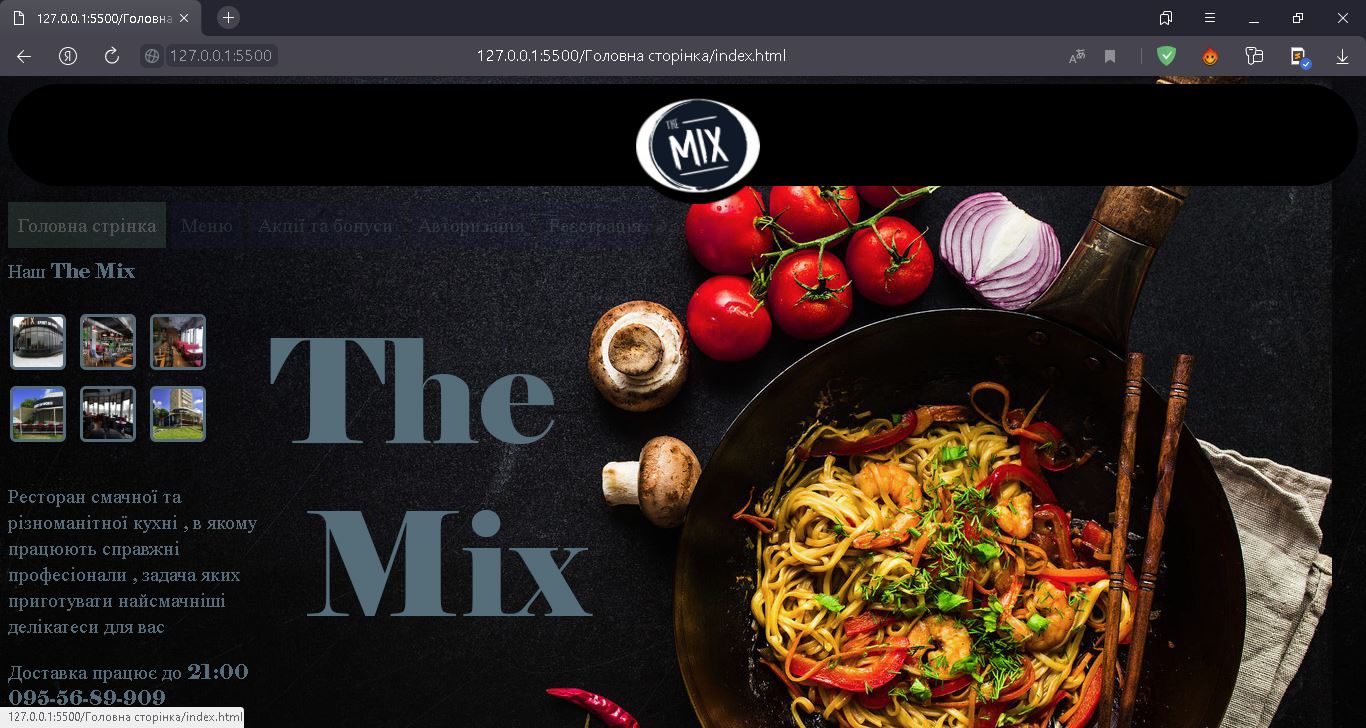 127.0.0.1:5500/Головна
127.0.0.1:5500
127.0.0.1:5500/Головна сторінка/index.html
THE
MIX
Головна стрінка Меню Акції та бонуси Авторизація Реєстрація
Наш The Mix
The
Mix
Ресторан смачної та
різноманітної кухні , в якому
працюють справжні
професіонали , задача яких
приготувати найсмачніші
делікатеси для вас
Доставка працює до 21:00
095-56-89-909
127.0.0.1:5500/Головна сторінка/index.html